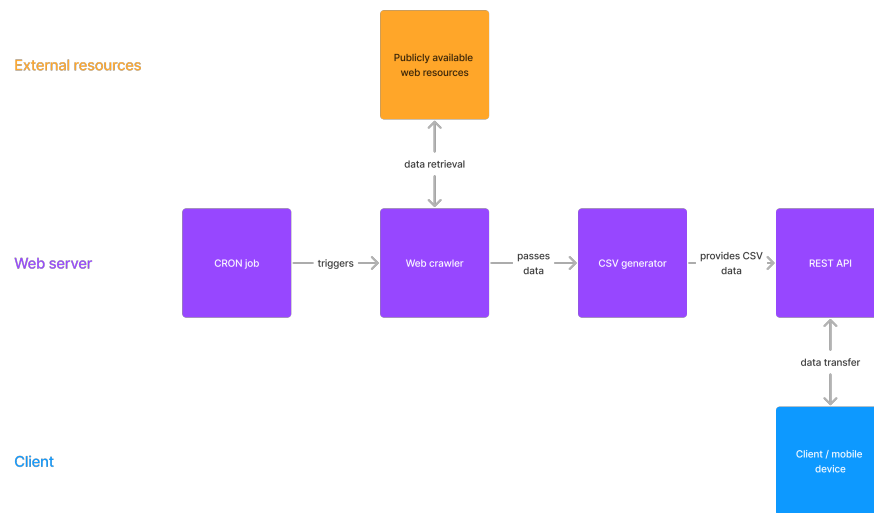 Publicly available
web resources
External resources
data retrieval
Web server
CRON job
triggers
Web crawler
passes
data
CSV generator
provides CSV
data
REST API
data transfer
Client
Client / mobile
device